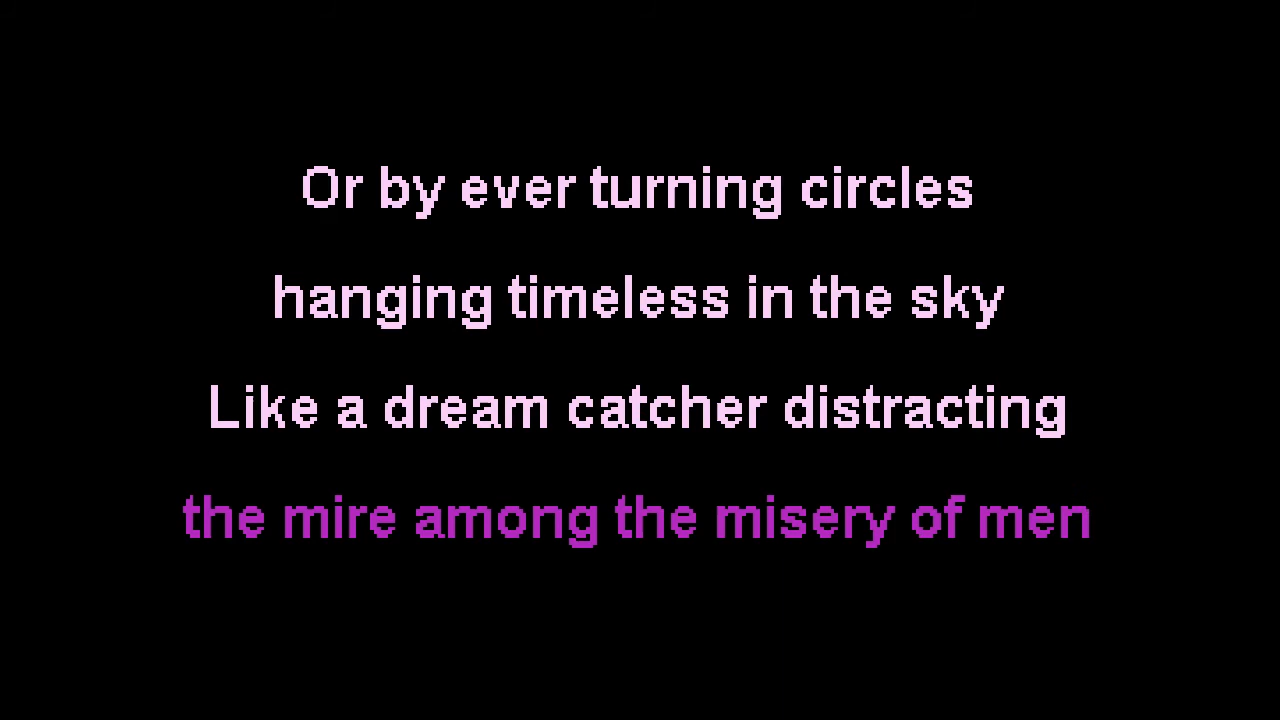 Or by ever turning circles
hanging timeless in the sky
Like a dream catcher distracting
the mire among the misery of men